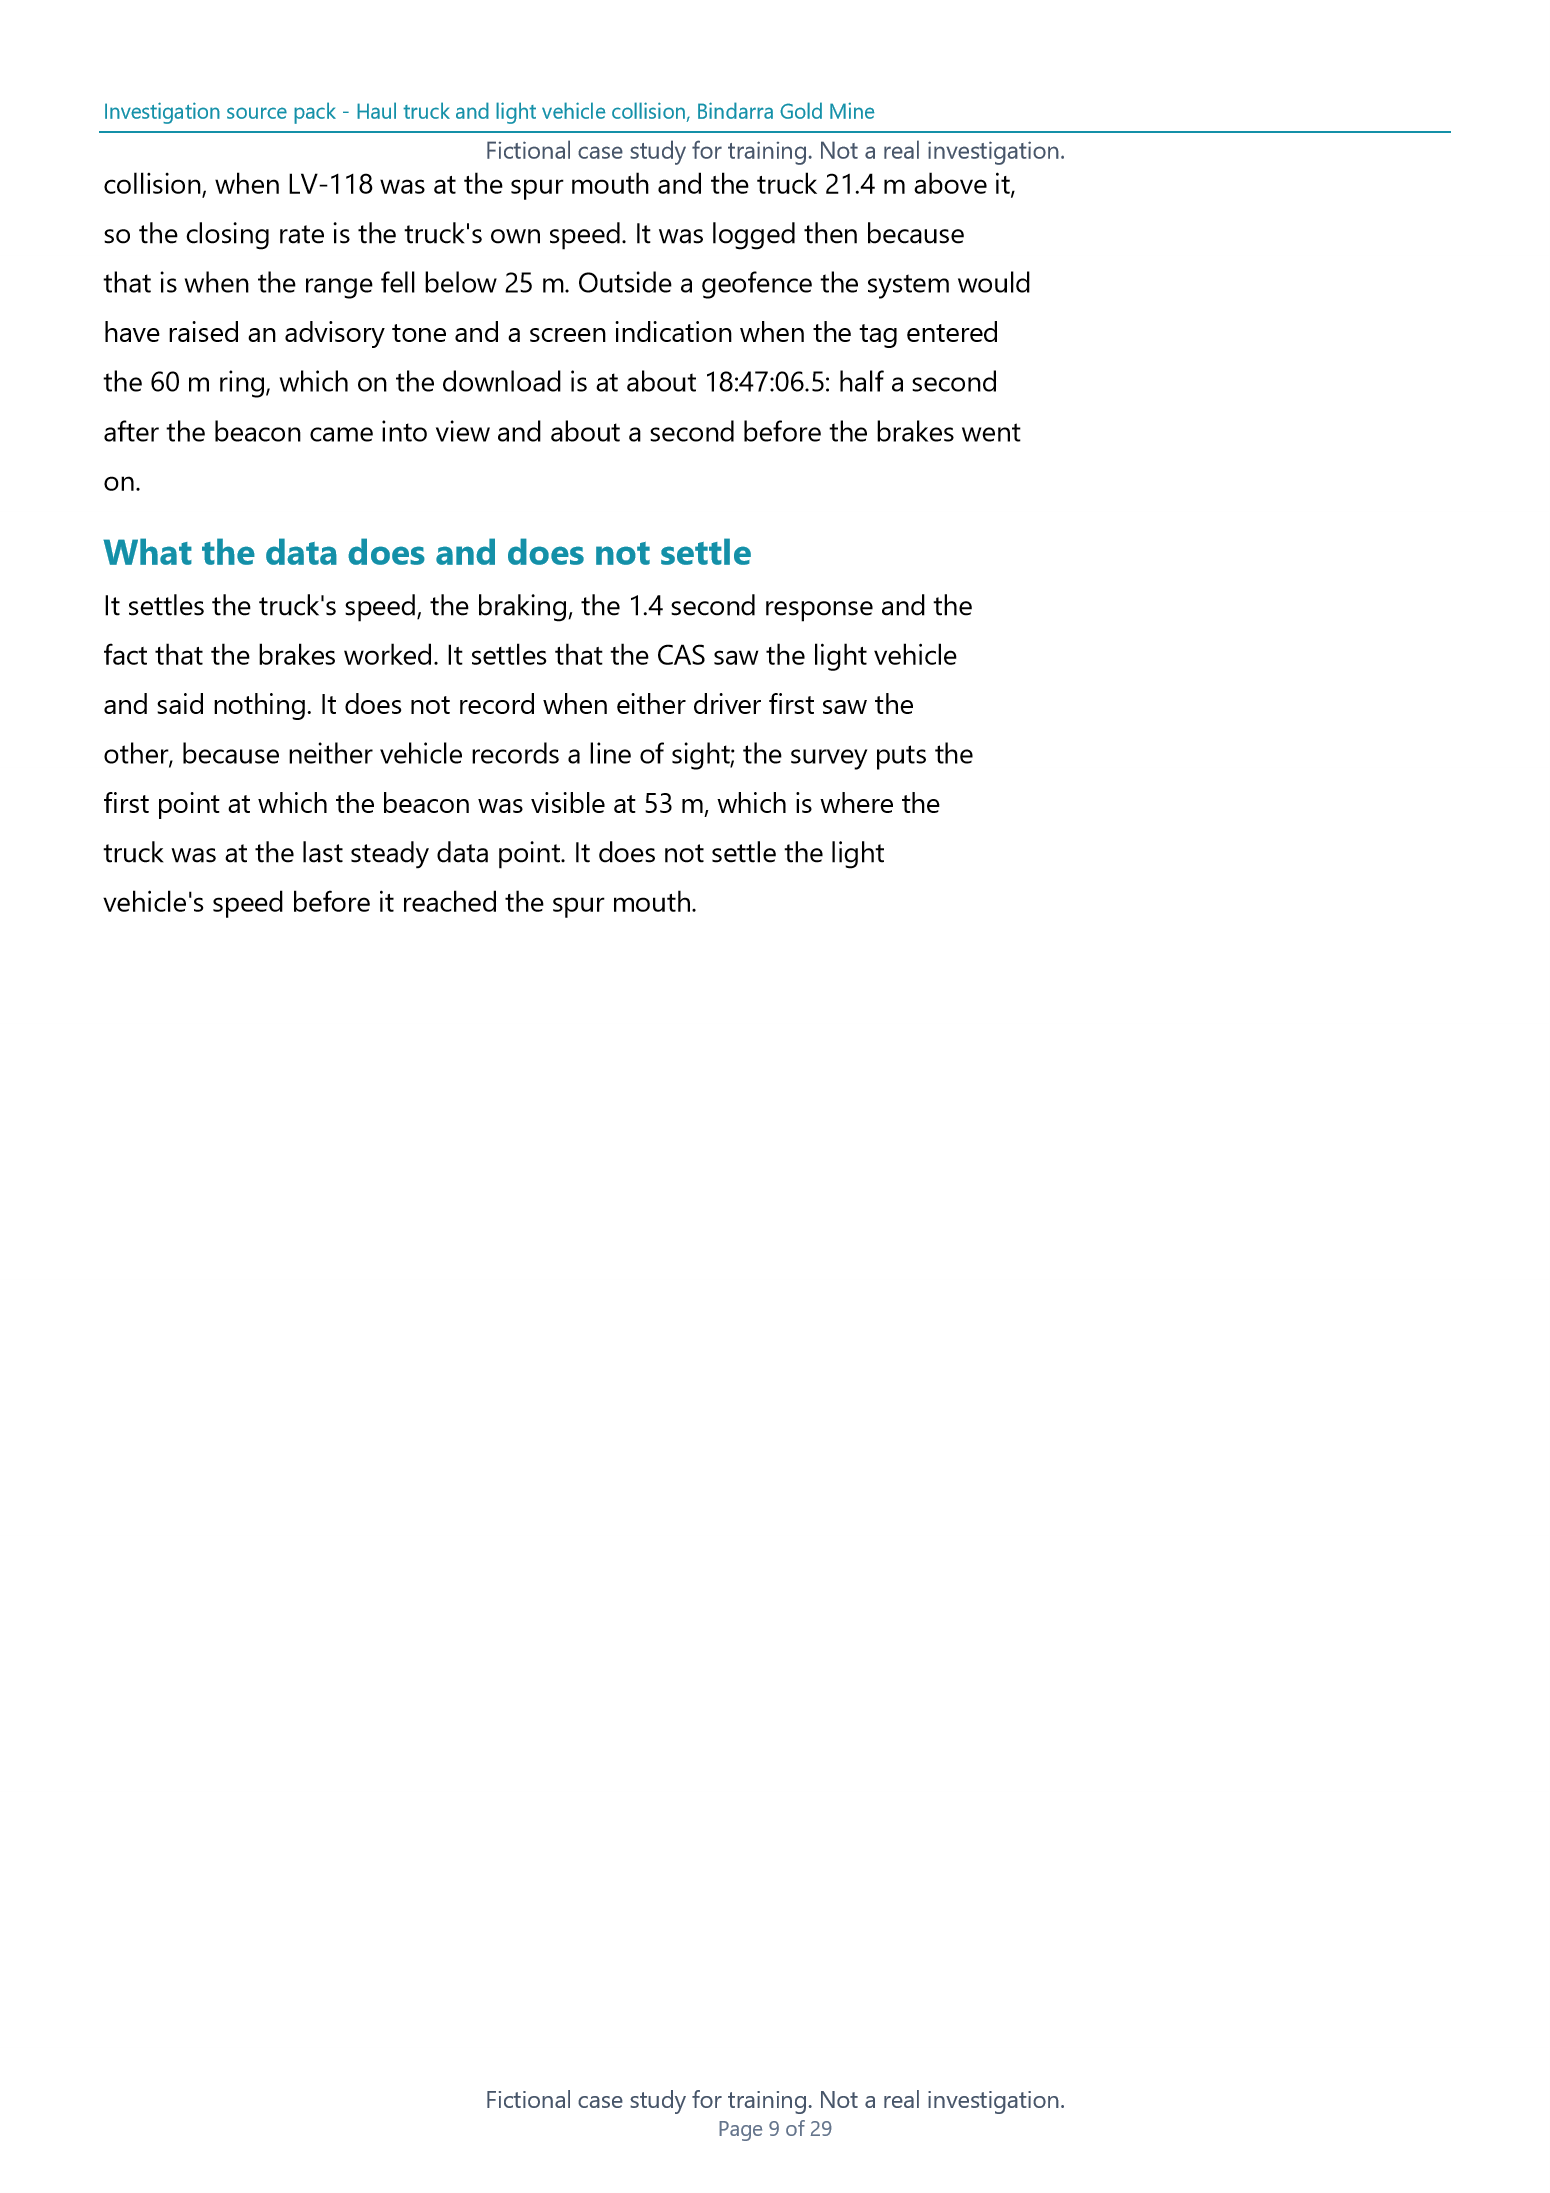 Investigation source pack - Haul truck and light vehicle collision, Bindarra Gold Mine
Fictional case study for training. Not a real investigation.
collision, when LV-118 was at the spur mouth and the truck 21.4 m above it,
so the closing rate is the truck's own speed. It was logged then because
that is when the range fell below 25 m. Outside a geofence the system would
have raised an advisory tone and a screen indication when the tag entered
the 60 m ring, which on the download is at about 18:47:06.5: half a second
after the beacon came into view and about a second before the brakes went
on.
What the data does and does not settle
It settles the truck's speed, the braking, the 1.4 second response and the
fact that the brakes worked. It settles that the CAS saw the light vehicle
and said nothing. It does not record when either driver first saw the
other, because neither vehicle records a line of sight; the survey puts the
first point at which the beacon was visible at 53 m, which is where the
truck was at the last steady data point. It does not settle the light
vehicle's speed before it reached the spur mouth.
Fictional case study for training. Not a real investigation.
Page 9 of 29